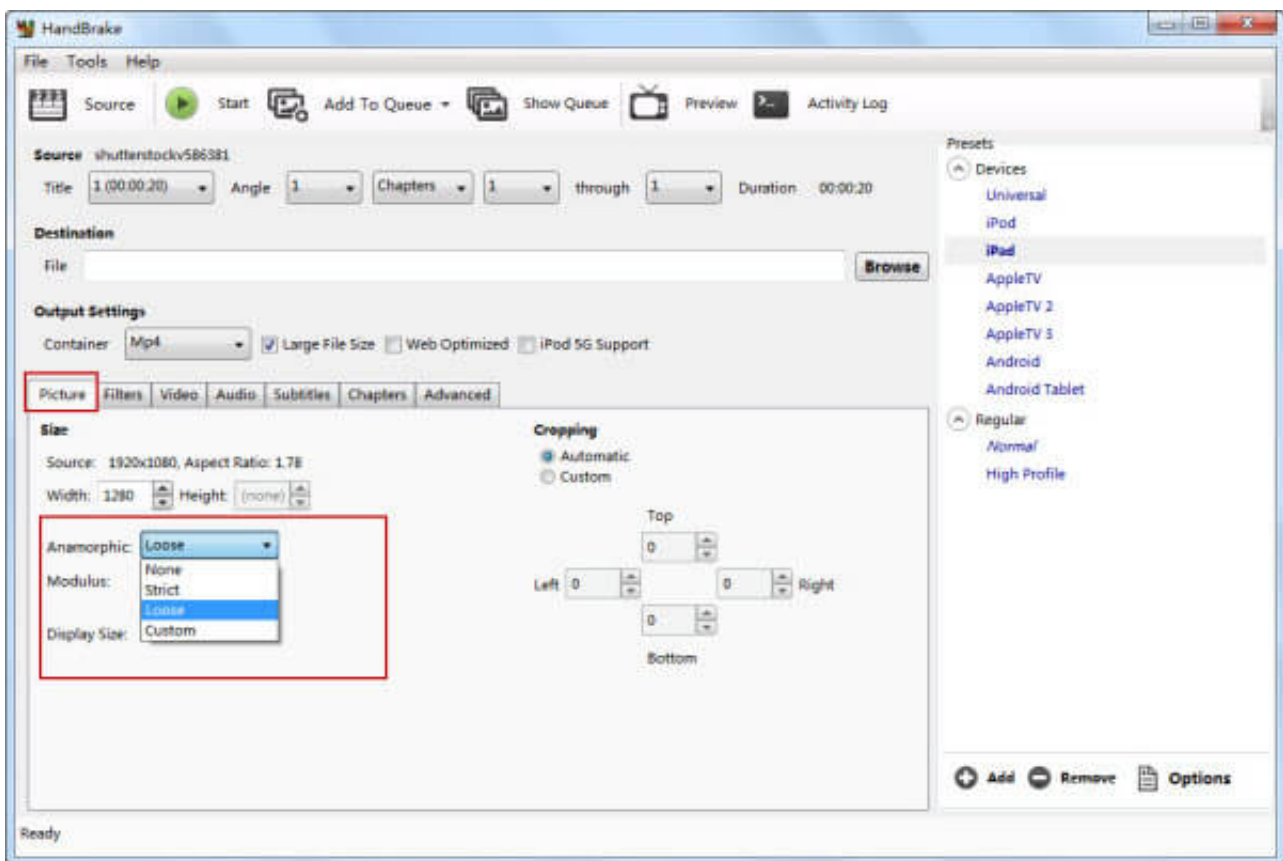 HandBrake
File Tools Help
Source Start Add To Queue Show Queue Preview Activity Log
Source shutterstockv586381
Title 1 (00:00:20) Angle 1 Chapters 1 through 1 Duration 00:00:20
Destination
File Browse
Output Settings
Container Mp4 Large File Size Web Optimized iPod 5G Support
Picture Filters Video Audio Subtitles Chapters Advanced
Size
Source: 1920x1080, Aspect Ratio: 1.78
Width: 1280 Height: (none)
Anamorphic: Loose
None
Modulus:
Strict
Loose
Display Size: Custom
Cropping
Automatic
Custom
Top
0
Left 0 0 Right
0
Bottom
Presets
Devices
Universal
iPod
iPad
AppleTV
AppleTV 2
AppleTV 3
Android
Android Tablet
Regular
Normal
High Profile
Add Remove Options
Ready